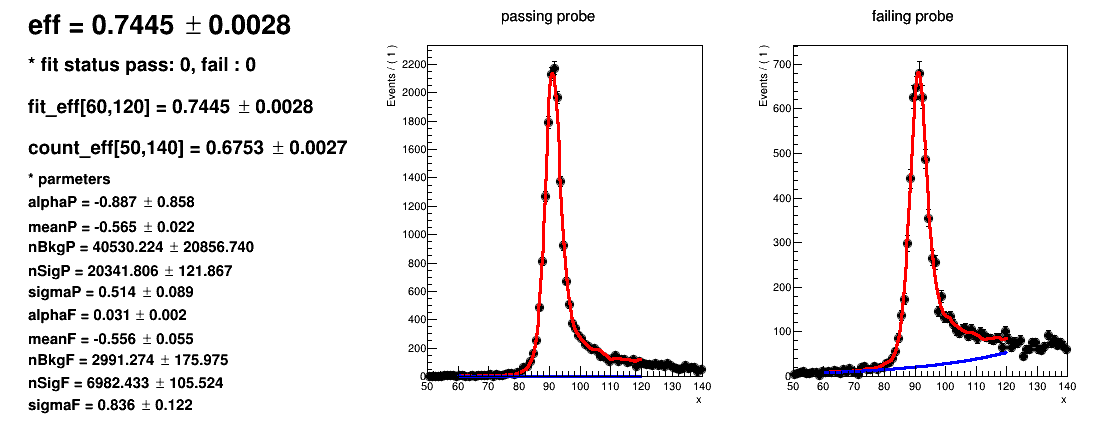 eff = 0.7445 ± 0.0028
* fit status pass: 0, fail : 0
fit_eff[60,120] = 0.7445 ± 0.0028
count_eff[50,140] = 0.6753 ± 0.0027
* parmeters
alphaP = -0.887 ± 0.858
meanP = -0.565 ± 0.022
nBkgP = 40530.224 ± 20856.740
nSigP = 20341.806 ± 121.867
sigmaP = 0.514 ± 0.089
alphaF = 0.031 ± 0.002
meanF = -0.556 ± 0.055
nBkgF = 2991.274 ± 175.975
nSigF = 6982.433 ± 105.524
sigmaF = 0.836 ± 0.122
passing probe
Events / ( 1 )
2200
2000
1800
1600
1400
1200
1000
800
600
400
200
0
50 60 70 80 90 100 110 120 130 140
x
failing probe
Events / ( 1 )
700
600
500
400
300
200
100
0
50 60 70 80 90 100 110 120 130 140
x